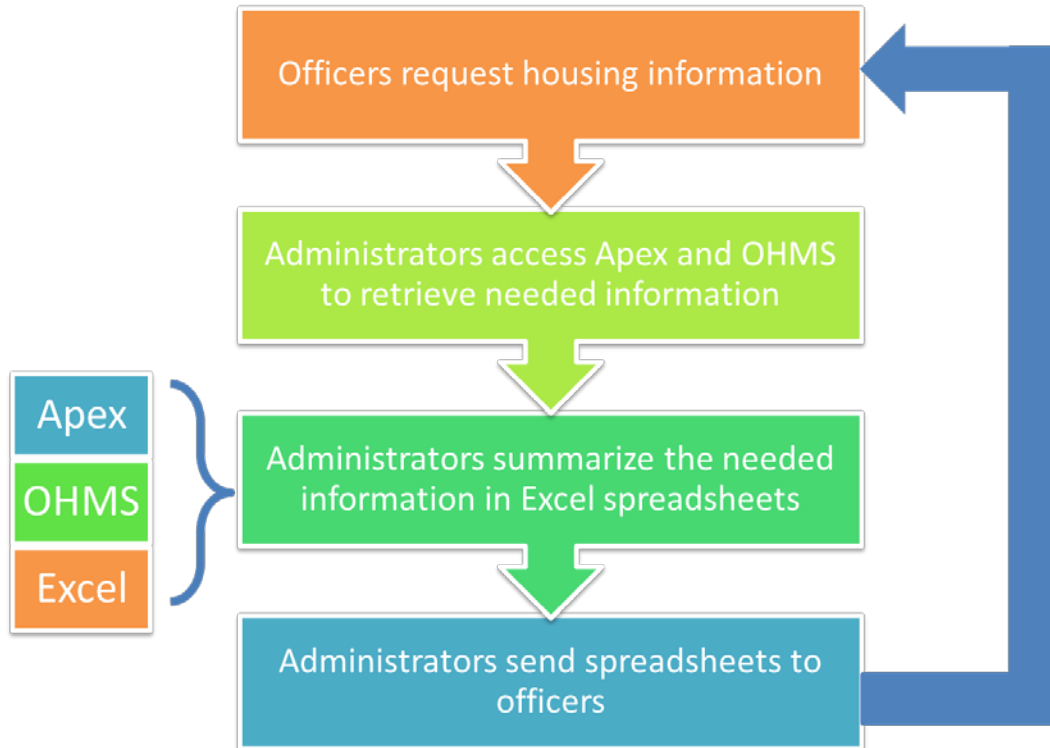 Officers request housing information
Administrators access Apex and OHMS
to retrieve needed information
Apex
OHMS
Excel
Administrators summarize the needed
information in Excel spreadsheets
Administrators send spreadsheets to
officers